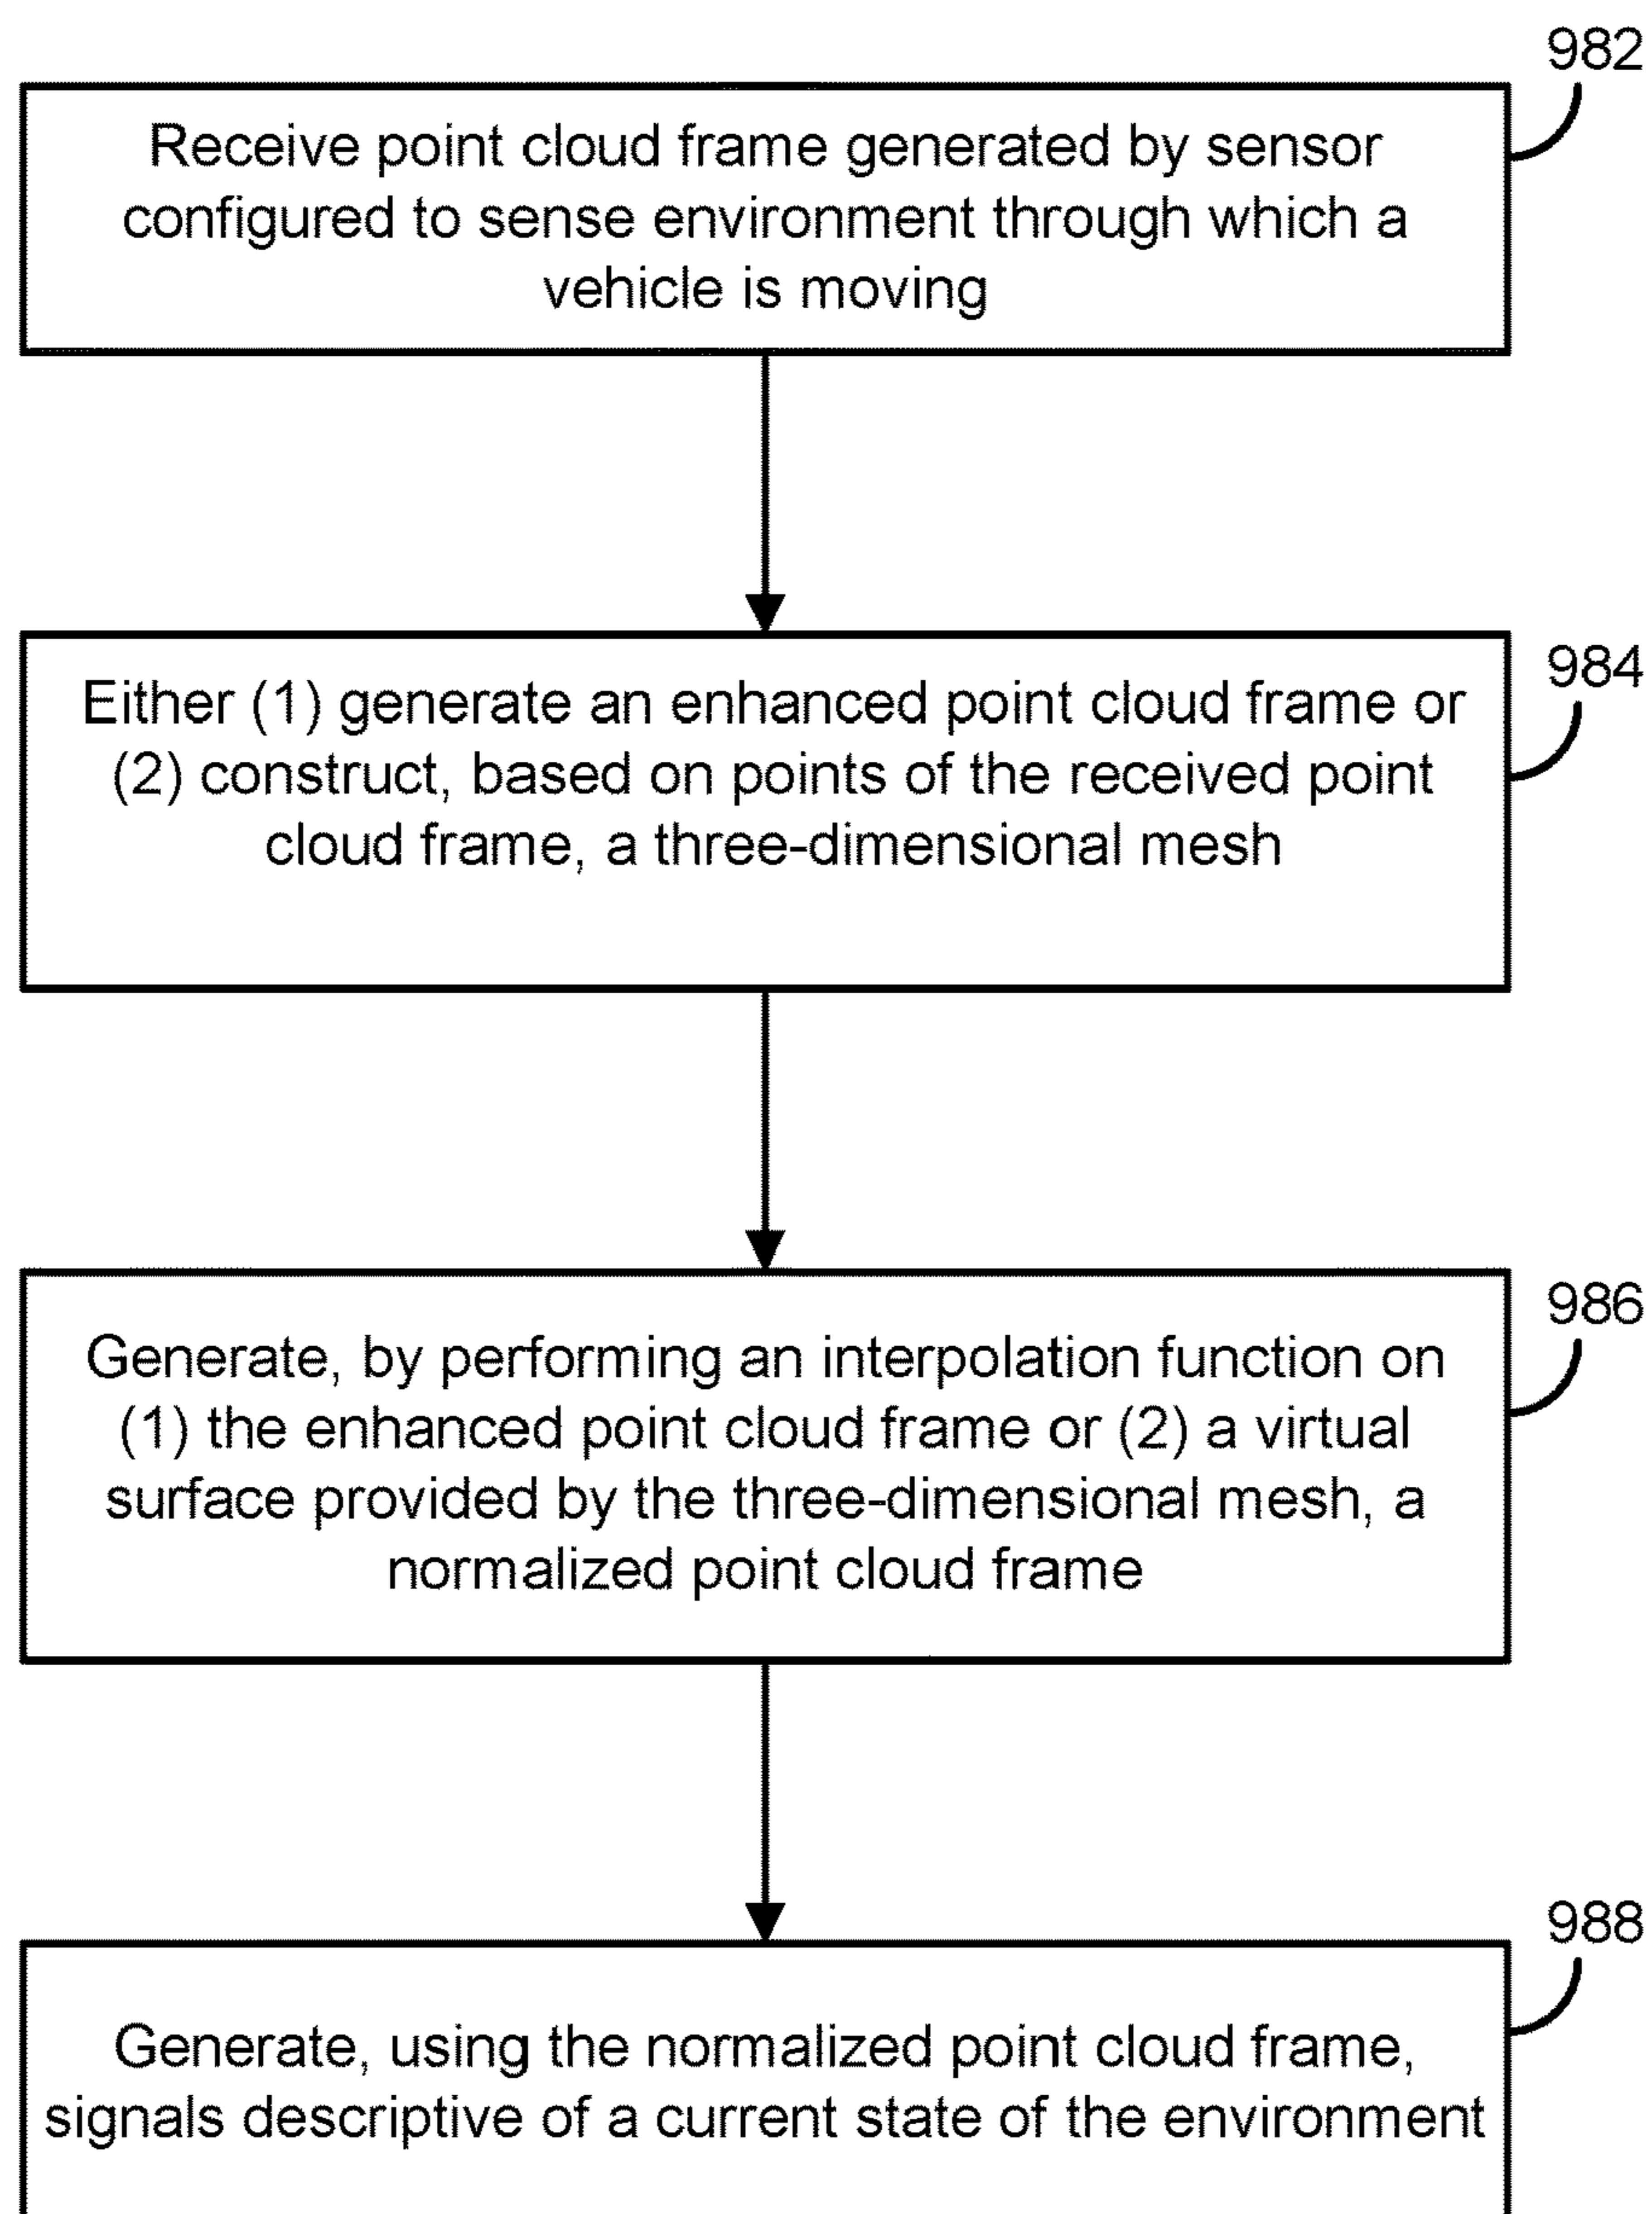 982
Receive point cloud frame generated by sensor
configured to sense environment through which a
vehicle is moving
984
Either (1) generate an enhanced point cloud frame or
(2) construct, based on points of the received point
cloud frame, a three-dimensional mesh
986
Generate, by performing an interpolation function on
(1) the enhanced point cloud frame or (2) a virtual
surface provided by the three-dimensional mesh, a
normalized point cloud frame
988
Generate, using the normalized point cloud frame,
signals descriptive of a current state of the environment